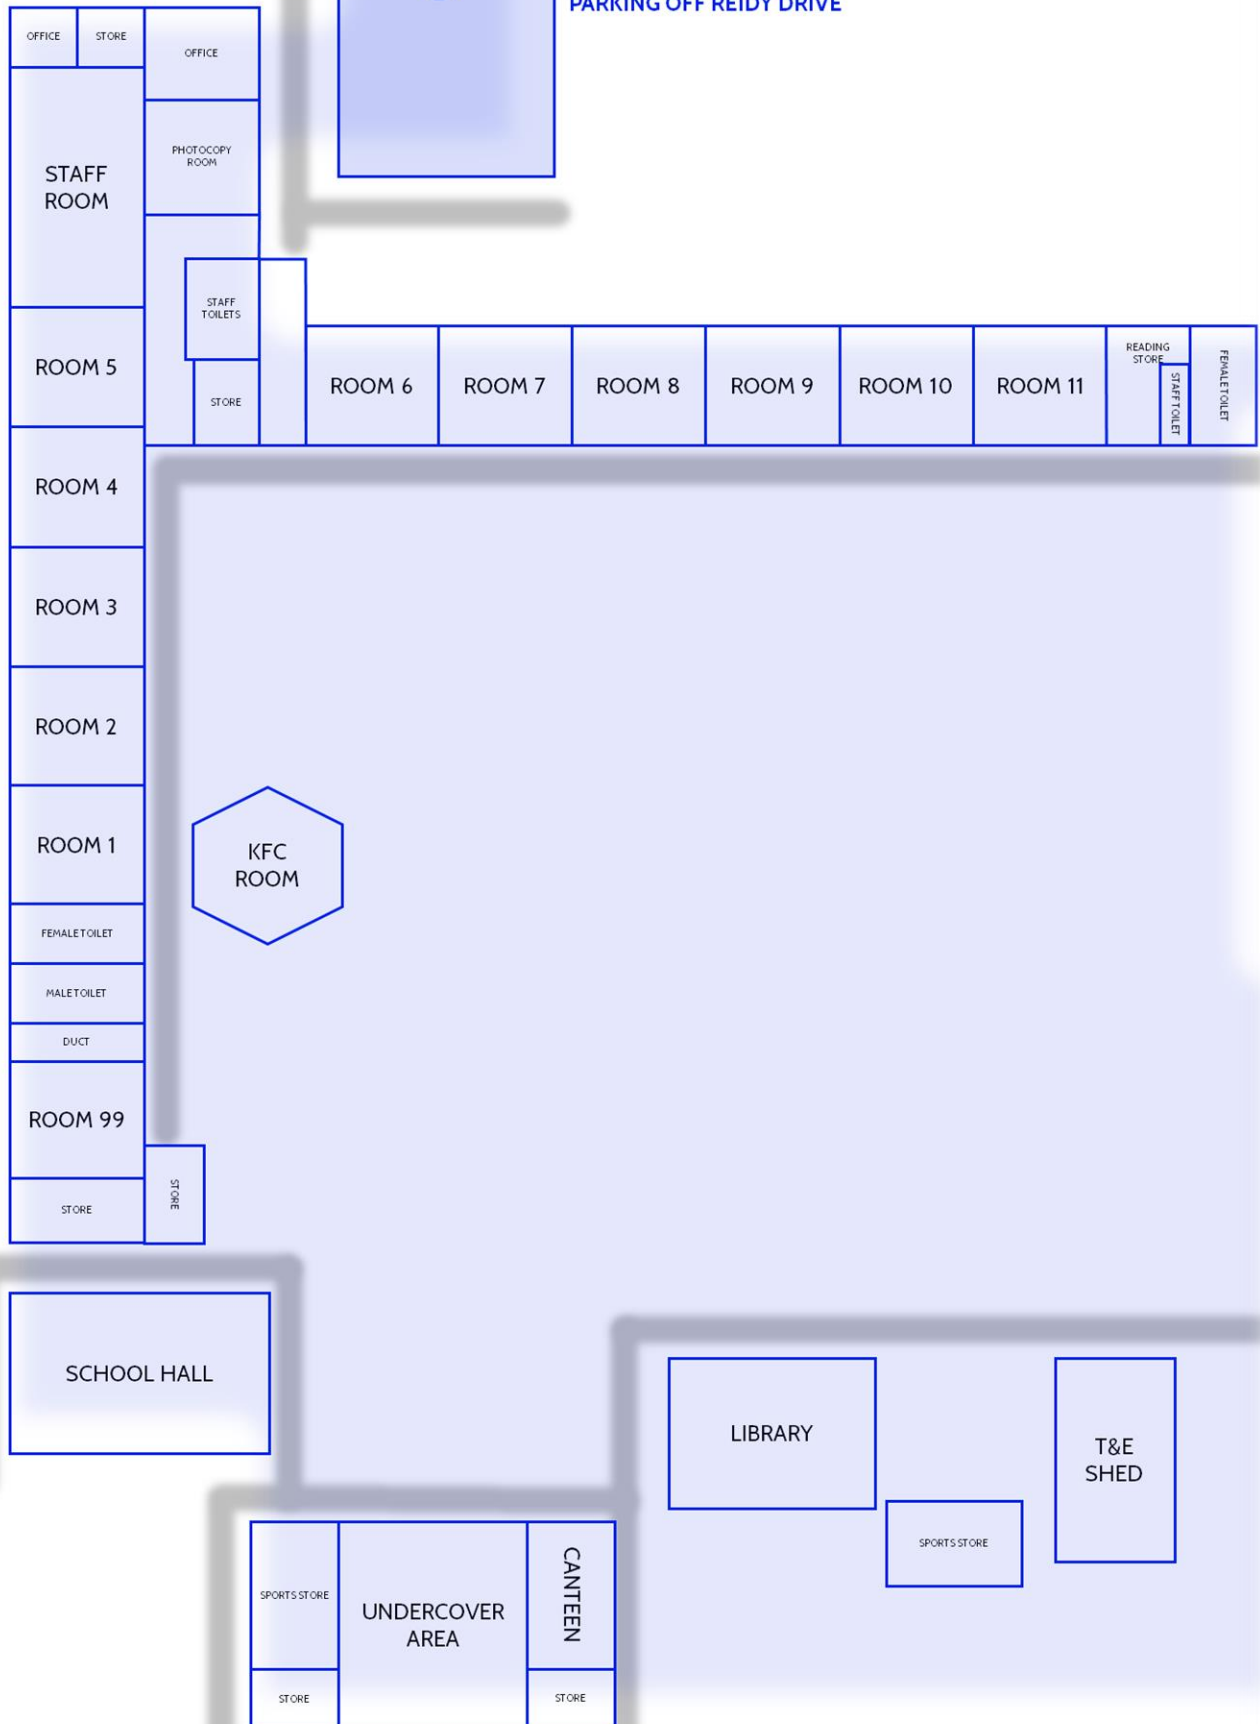 PARKING OFF REIDY DRIVE
OFFICE
STORE
OFFICE
STAFF
ROOM
PHOTOCOPY
ROOM
STAFF
TOILETS
STORE
ROOM 5
ROOM 6
ROOM 7
ROOM 8
ROOM 9
ROOM 10
ROOM 11
READING
STORE
STAFF TOILET
FEMALE TOILET
ROOM 4
ROOM 3
ROOM 2
ROOM 1
KFC
ROOM
FEMALE TOILET
MALE TOILET
DUCT
ROOM 99
STORE
STORE
SCHOOL HALL
LIBRARY
T&E
SHED
SPORTS STORE
SPORTS STORE
UNDERCOVER
AREA
CANTEEN
STORE
STORE